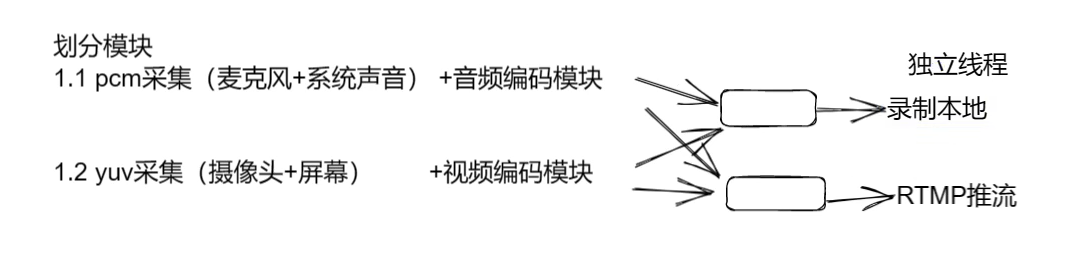 划分模块
1.1 pcm采集（麦克风+系统声音） +音频编码模块
独立线程
录制本地
1.2 yuv采集（摄像头+屏幕） +视频编码模块
RTMP推流